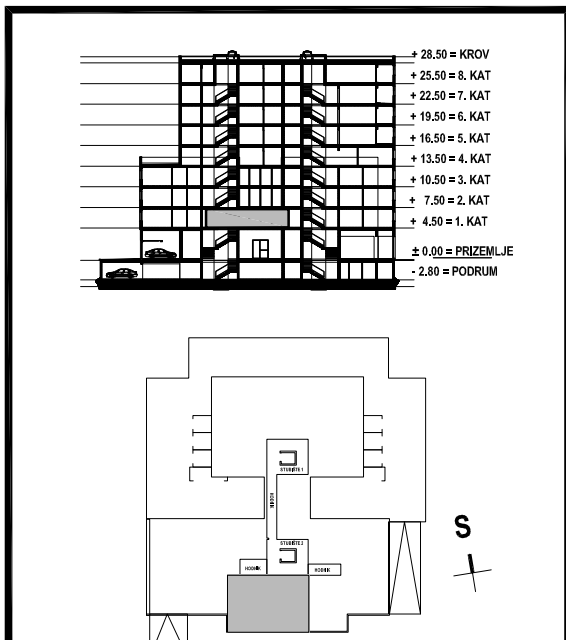 + 28.50 = KROV
+ 25.50 = 8. KAT
+ 22.50 = 7. KAT
+ 19.50 = 6. KAT
+ 16.50 = 5. KAT
+ 13.50 = 4. KAT
+ 10.50 = 3. KAT
+ 7.50 = 2. KAT
+ 4.50 = 1. KAT
± 0.00 = PRIZEMLJE
- 2.80 = PODRUM
STUBIŠTE 1
HODNIK
STUBIŠTE 2
HODNIK
HODNIK
S